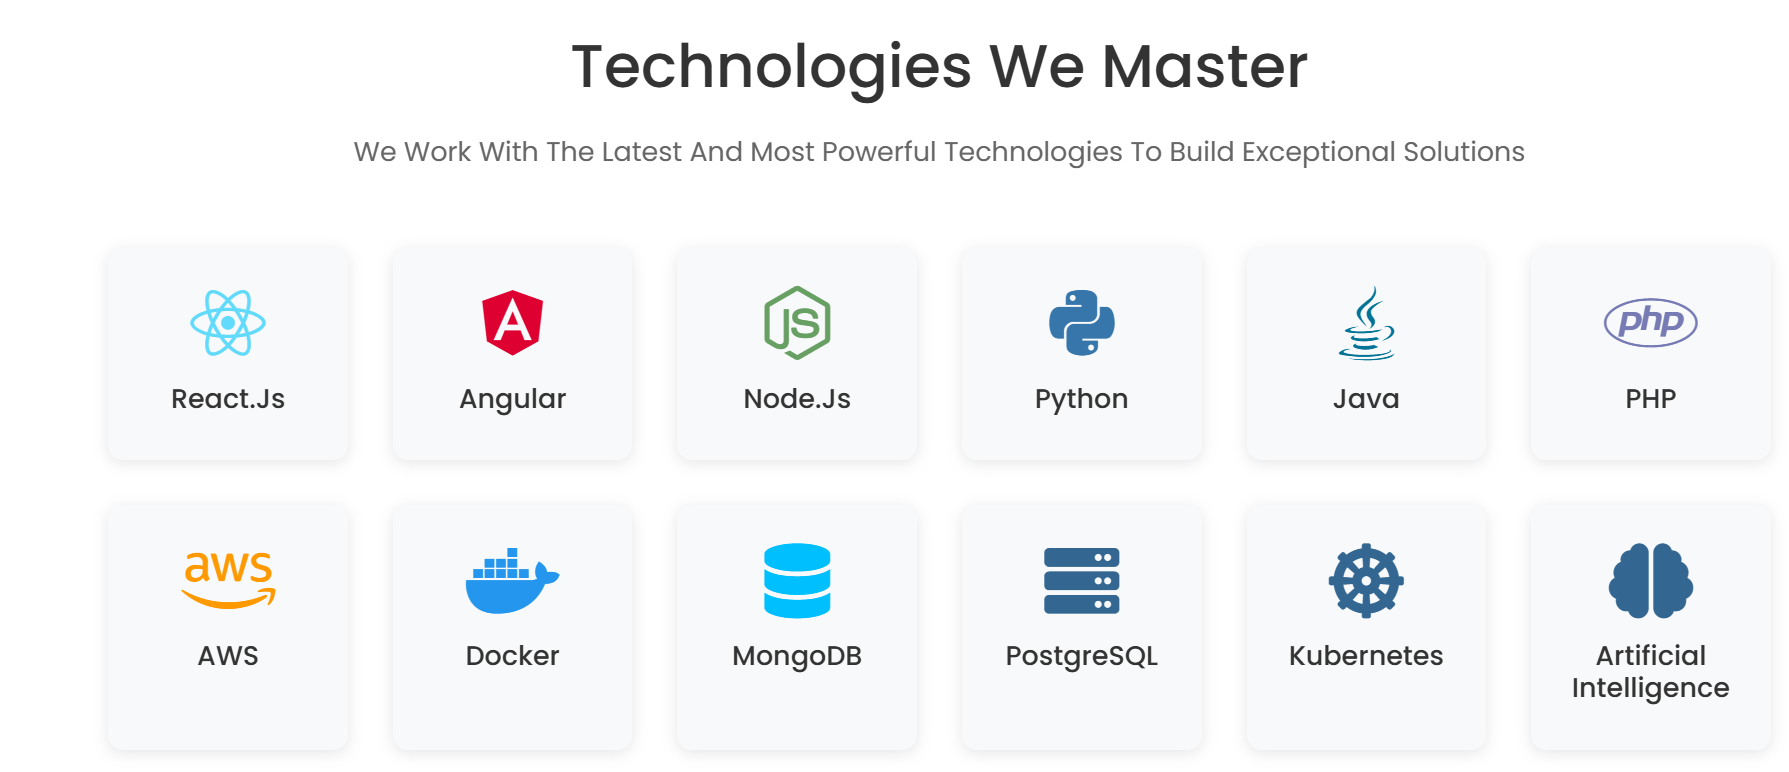 Technologies We Master
We Work With The Latest And Most Powerful Technologies To Build Exceptional Solutions
JS
php
React.Js
Angular
Node.Js
Python
Java
PHP
aws
AWS
Docker
MongoDB
PostgreSQL
Kubernetes
Artificial
Intelligence